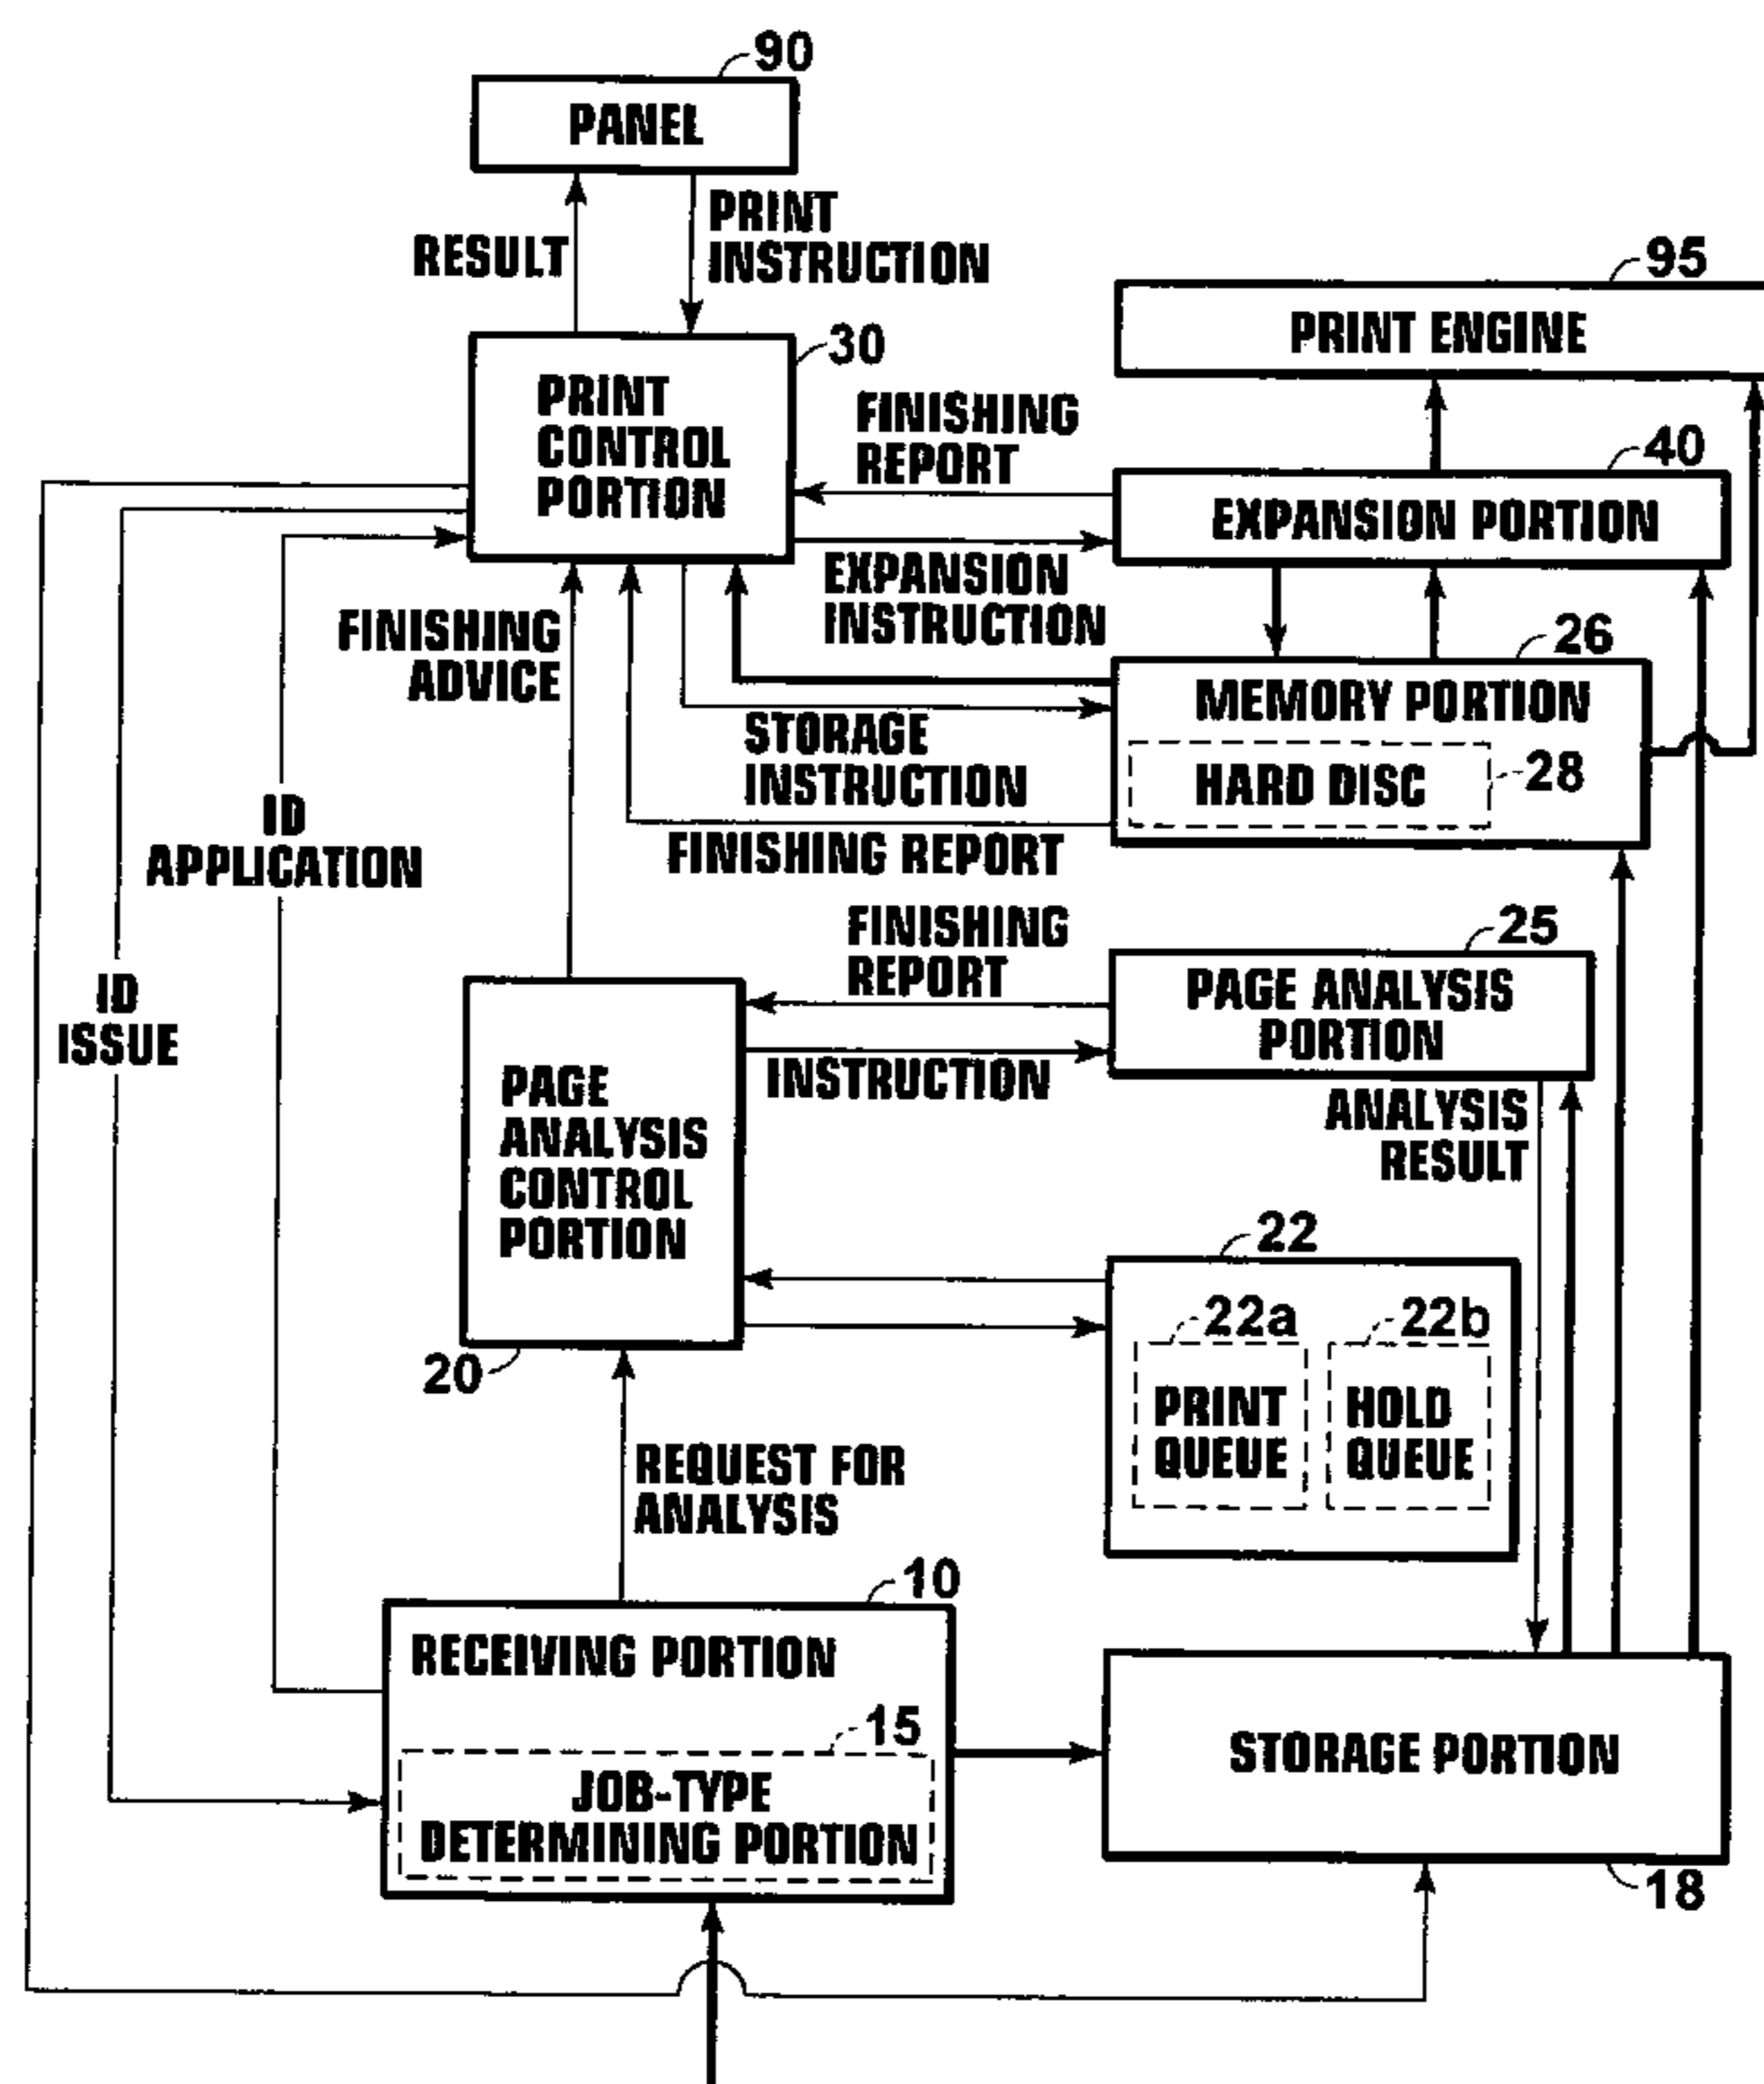 90
PANEL
RESULT
PRINT
INSTRUCTION
95
PRINT ENGINE
30
PRINT
CONTROL
PORTION
FINISHING
REPORT
40
EXPANSION PORTION
EXPANSION
INSTRUCTION
FINISHING
ADVICE
26
MEMORY PORTION
STORAGE
INSTRUCTION
HARD DISC
28
FINISHING REPORT
ID
APPLICATION
ID
ISSUE
FINISHING
REPORT
25
PAGE ANALYSIS
PORTION
INSTRUCTION
PAGE
ANALYSIS
CONTROL
PORTION
20
ANALYSIS
RESULT
22
22a
22b
PRINT
QUEUE
HOLD
QUEUE
REQUEST FOR
ANALYSIS
10
RECEIVING PORTION
15
JOB-TYPE
DETERMINING PORTION
STORAGE PORTION
18